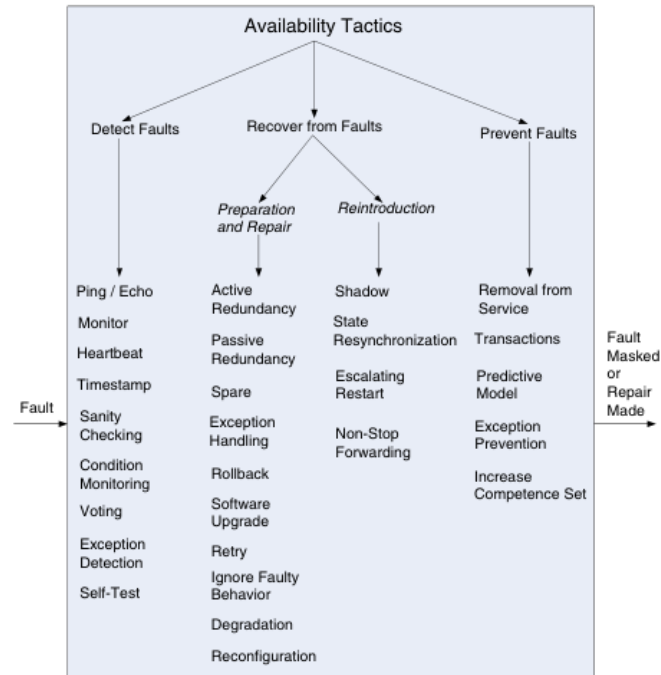 Availability Tactics
Detect Faults
Recover from Faults
Prevent Faults
Preparation
and Repair
Reintroduction
Fault
Ping / Echo
Monitor
Heartbeat
Timestamp
Sanity
Checking
Condition
Monitoring
Voting
Exception
Detection
Self-Test
Active
Redundancy
Passive
Redundancy
Spare
Exception
Handling
Rollback
Software
Upgrade
Retry
Ignore Faulty
Behavior
Degradation
Reconfiguration
Shadow
State
Resynchronization
Escalating
Restart
Non-Stop
Forwarding
Removal from
Service
Transactions
Predictive
Model
Exception
Prevention
Increase
Competence Set
Fault
Masked
or
Repair
Made